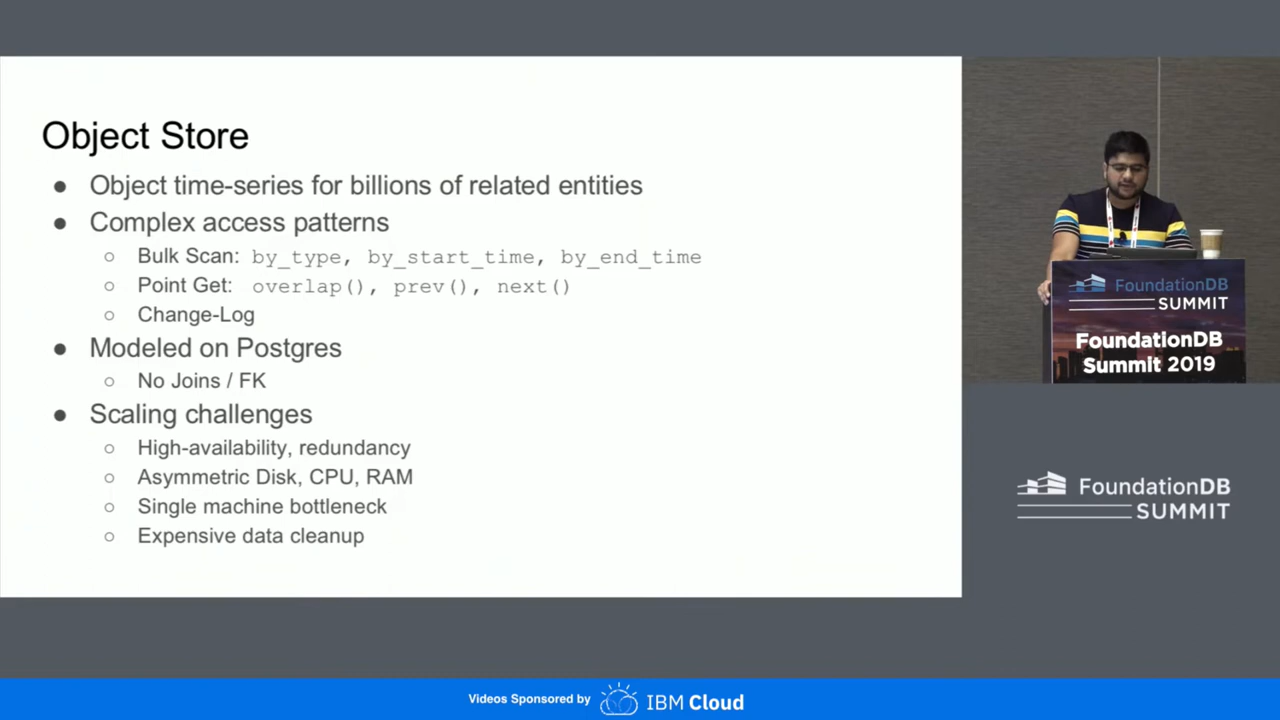 Object Store
● Object time-series for billions of related entities
● Complex access patterns
○ Bulk Scan: by_type, by_start_time, by_end_time
○ Point Get: overlap(), prev(), next()
○ Change-Log
● Modeled on Postgres
○ No Joins / FK
● Scaling challenges
○ High-availability, redundancy
○ Asymmetric Disk, CPU, RAM
○ Single machine bottleneck
○ Expensive data cleanup
FoundationDB
SUMMIT
FoundationDB
Summit 2019
FoundationDB
SUMMIT
Videos Sponsored by IBM Cloud